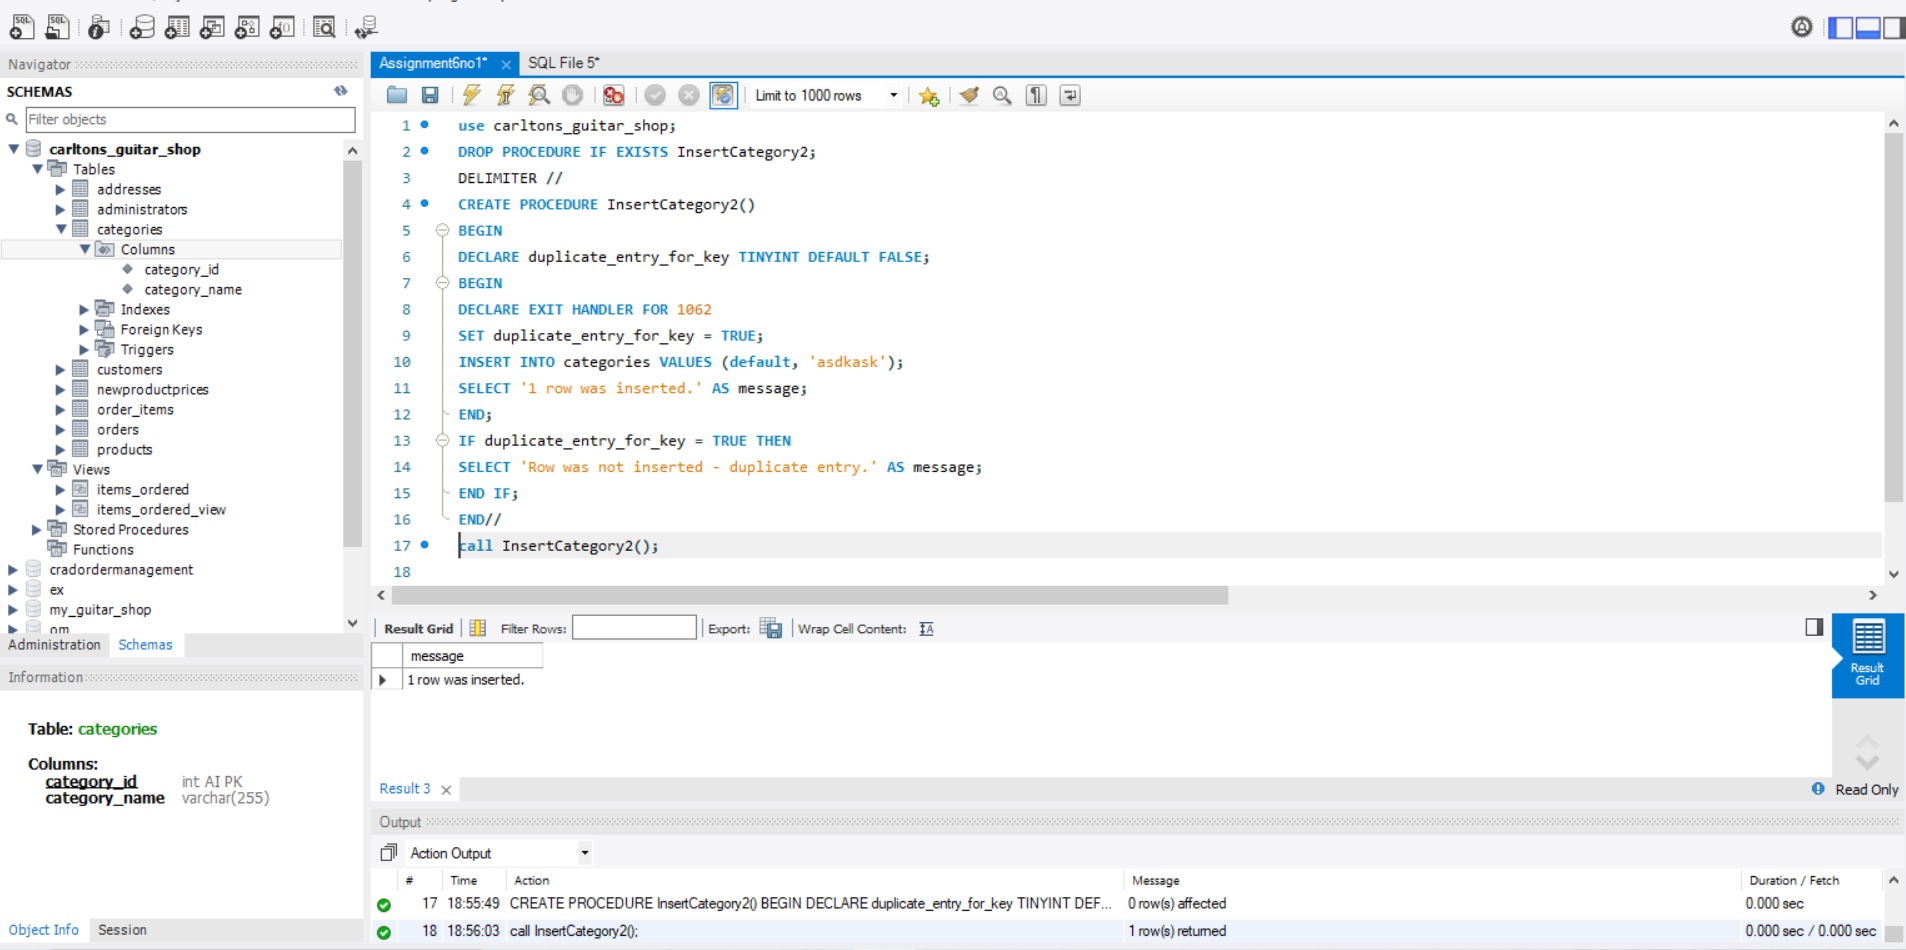 Assignment6no1*
SQL File 5*
Navigator
SCHEMAS
Filter objects
carltons_guitar_shop
Tables
addresses
administrators
categories
Columns
category_id
category_name
Indexes
Foreign Keys
Triggers
customers
newproductprices
order_items
orders
products
Views
items_ordered
items_ordered_view
Stored Procedures
Functions
cradordermanagement
ex
my_guitar_shop
om
Administration
Schemas
Information
Table: categories
Columns:
category_id int AI PK
category_name varchar(255)
Object Info
Session
Limit to 1000 rows
1 use carltons_guitar_shop;
2 DROP PROCEDURE IF EXISTS InsertCategory2;
3 DELIMITER //
4 CREATE PROCEDURE InsertCategory2()
5 BEGIN
6 DECLARE duplicate_entry_for_key TINYINT DEFAULT FALSE;
7 BEGIN
8 DECLARE EXIT HANDLER FOR 1062
9 SET duplicate_entry_for_key = TRUE;
10 INSERT INTO categories VALUES (default, 'asdkask');
11 SELECT '1 row was inserted.' AS message;
12 END;
13 IF duplicate_entry_for_key = TRUE THEN
14 SELECT 'Row was not inserted - duplicate entry.' AS message;
15 END IF;
16 END//
17 call InsertCategory2();
18
Result Grid
Filter Rows:
Export:
Wrap Cell Content:
message
1 row was inserted.
Result Grid
Result 3
Read Only
Output
Action Output
# Time Action Message Duration / Fetch
17 18:55:49 CREATE PROCEDURE InsertCategory2() BEGIN DECLARE duplicate_entry_for_key TINYINT DEF... 0 row(s) affected 0.000 sec
18 18:56:03 call InsertCategory2(); 1 row(s) returned 0.000 sec / 0.000 sec